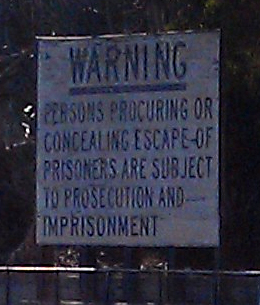 WARNING
PERSONS PROCURING OR
CONCEALING ESCAPE OF
PRISONERS ARE SUBJECT
TO PROSECUTION AND
IMPRISONMENT